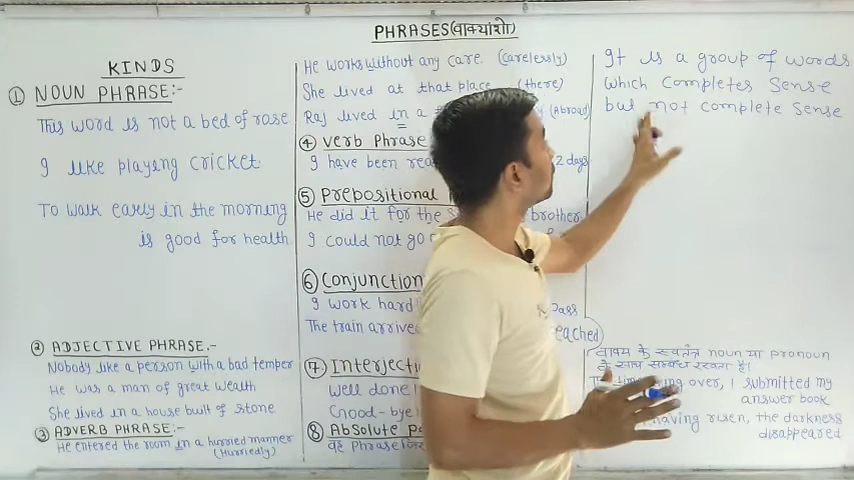 PHRASES(वाक्यांशो)
KINDS
① NOUN PHRASE:-
This word is not a bed of rose
I like playing cricket.
To walk early in the morning
is good for health
② ADJECTIVE PHRASE.-
Nobody like a person with a bad temper
He was a man of great wealth
She lived in a house built of stone
③ ADVERB PHRASE:-
He entered the room in a hurried manner
(Hurriedly)
He works without any care. (carelessly)
She lived at that place (there)
Raj lived in a (Abroad)
④ verb Phrase
I have been 2 days
⑤ Prepositional
He did it for the brother
I could not go
⑥ Conjunction
I work hard pass
The train arrive reached
⑦ Interjecti
Well done!
Good-bye
⑧ Absolute
वह Phrase
It is a group of words
which completes sense
but not complete sense
वाक्य के स्वतंत्र noun या pronoun
के साथ सम्बंध रखता है।
over, I submitted my
answer book
having risen, the darkness
disappeared